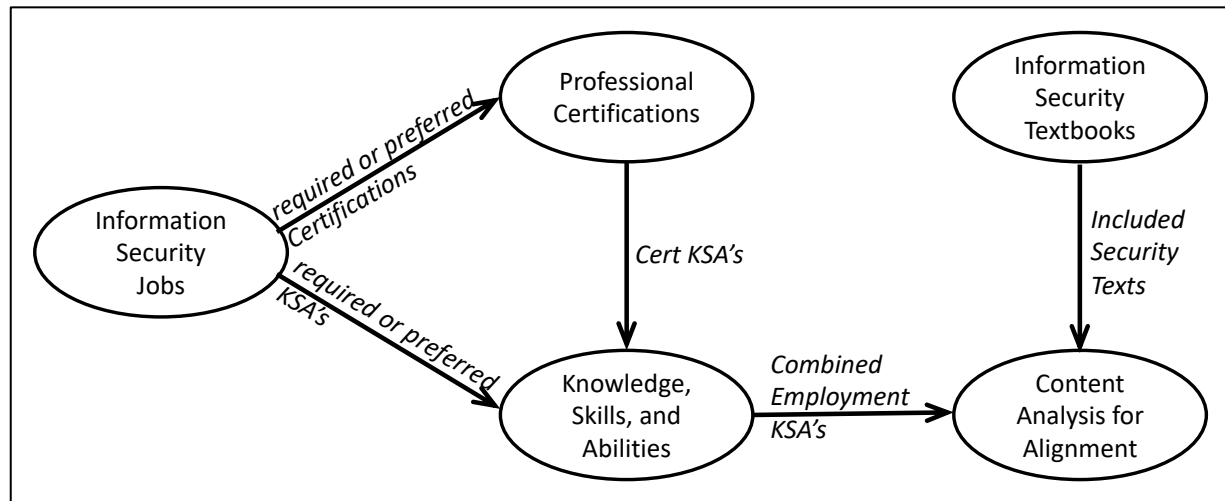 Professional
Certifications
Information
Security
Textbooks
required or preferred
Certifications
Information
Security
Jobs
Cert KSA’s
Included
Security
Texts
required or preferred
KSA’s
Knowledge,
Skills, and
Abilities
Combined
Employment
KSA’s
Content
Analysis for
Alignment